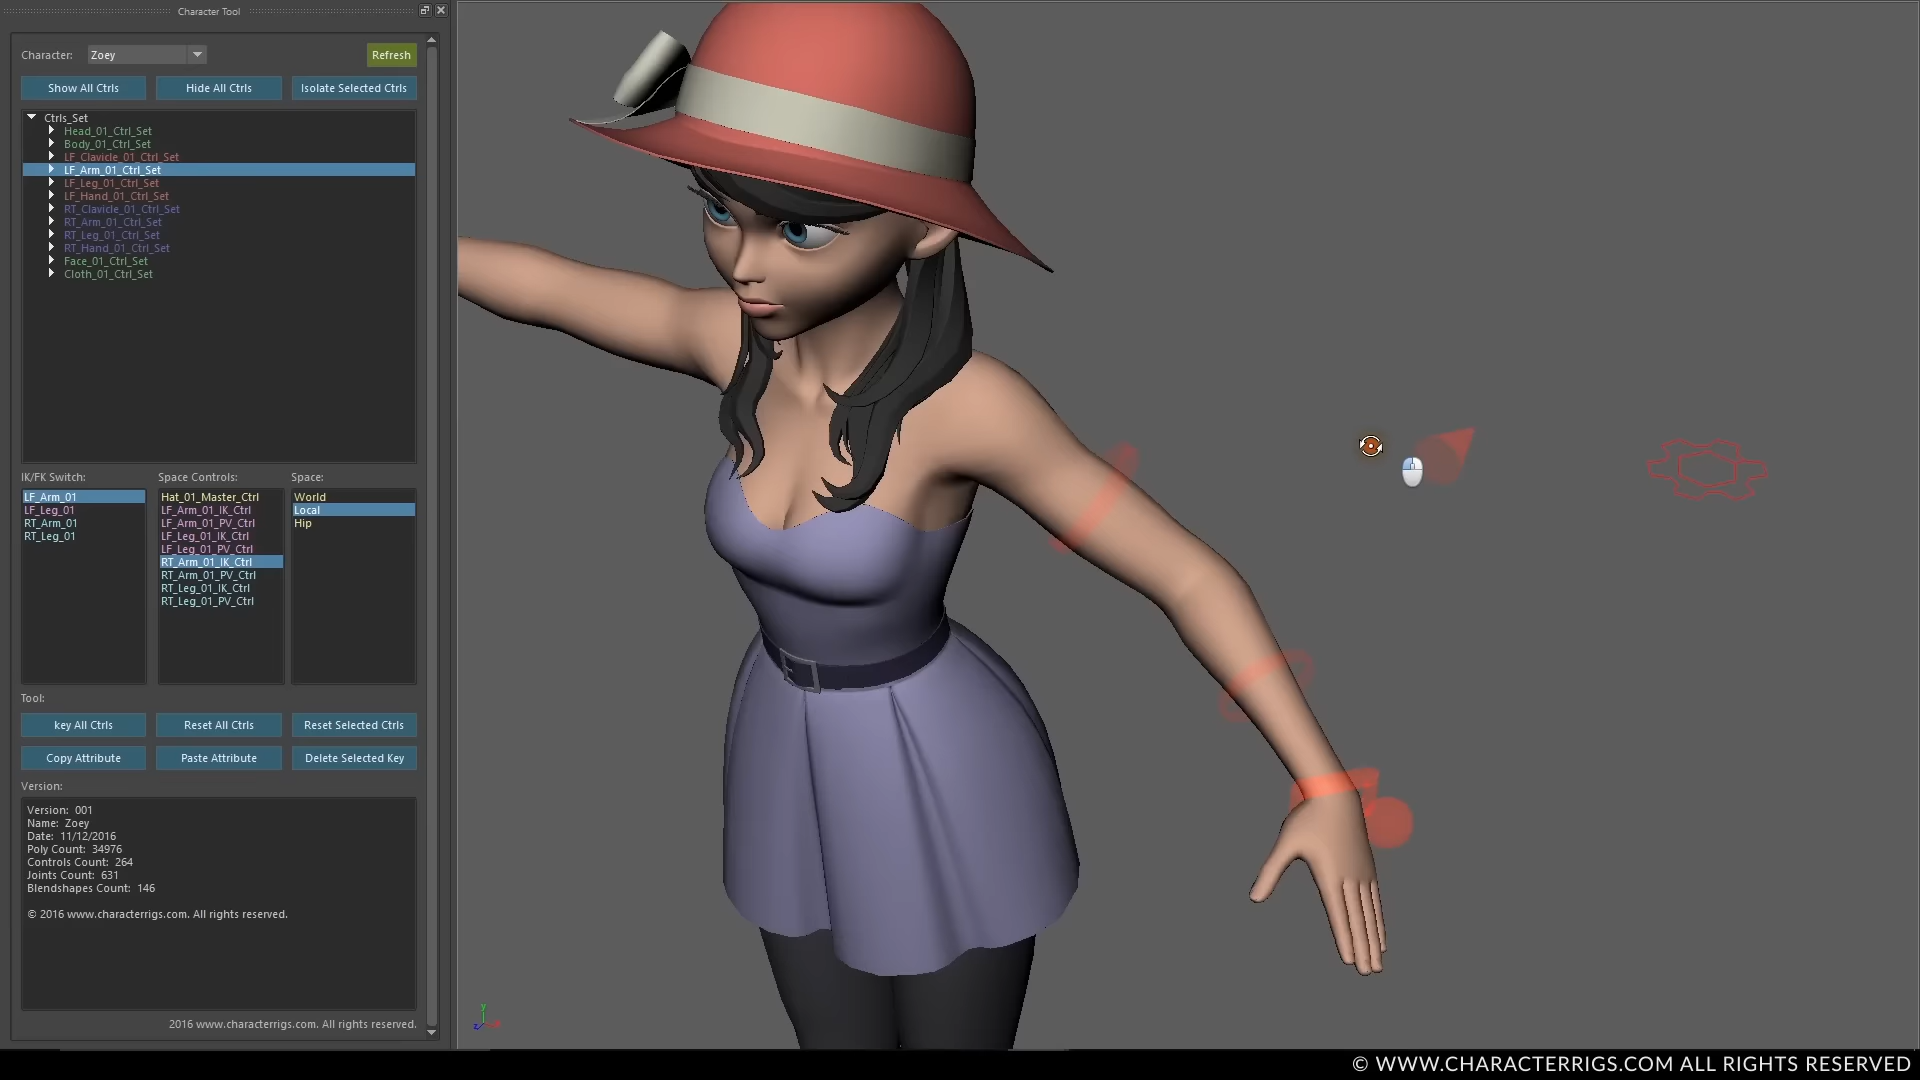 Character Tool
Character: Zoey Refresh
Show All Ctrls Hide All Ctrls Isolate Selected Ctrls
Ctrls_Set
Head_01_Ctrl_Set
Body_01_Ctrl_Set
LF_Clavicle_01_Ctrl_Set
LF_Arm_01_Ctrl_Set
LF_Leg_01_Ctrl_Set
LF_Hand_01_Ctrl_Set
RT_Clavicle_01_Ctrl_Set
RT_Arm_01_Ctrl_Set
RT_Leg_01_Ctrl_Set
RT_Hand_01_Ctrl_Set
Face_01_Ctrl_Set
Cloth_01_Ctrl_Set
IK/FK Switch: Space Controls: Space:
LF_Arm_01 Hat_01_Master_Ctrl World
LF_Leg_01 LF_Arm_01_IK_Ctrl Local
RT_Arm_01 LF_Arm_01_PV_Ctrl Hip
RT_Leg_01 LF_Leg_01_IK_Ctrl
LF_Leg_01_PV_Ctrl
RT_Arm_01_IK_Ctrl
RT_Arm_01_PV_Ctrl
RT_Leg_01_IK_Ctrl
RT_Leg_01_PV_Ctrl
Tool:
key All Ctrls Reset All Ctrls Reset Selected Ctrls
Copy Attribute Paste Attribute Delete Selected Key
Version:
Version: 001
Name: Zoey
Date: 11/12/2016
Poly Count: 34976
Controls Count: 264
Joints Count: 631
Blendshapes Count: 146
© 2016 www.characterrigs.com. All rights reserved.
2016 www.characterrigs.com. All rights reserved.
y
z x
© WWW.CHARACTERRIGS.COM ALL RIGHTS RESERVED